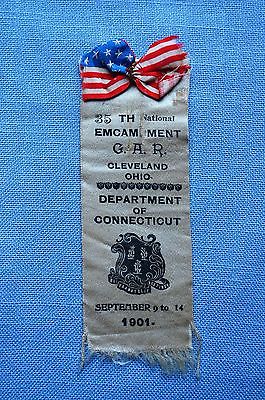 35 TH National
EMCAMPMENT
G. A. R.
CLEVELAND
OHIO
DEPARTMENT
OF
CONNECTICUT
SEPTEMBER 9 to 14
1901.